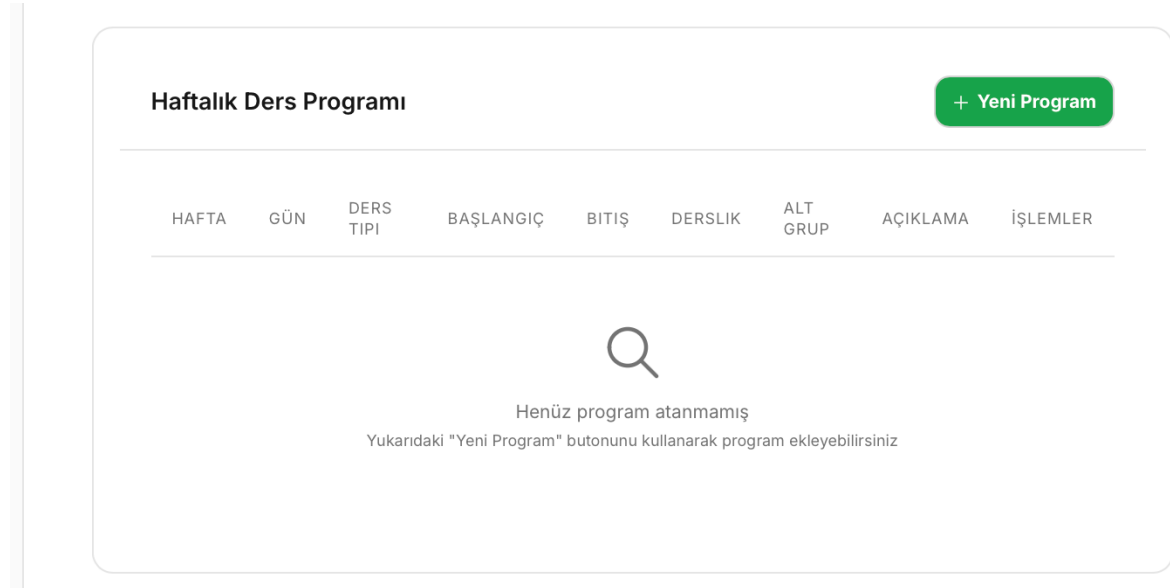 Haftalık Ders Programı
+ Yeni Program
HAFTA GÜN DERS TIPI BAŞLANGIÇ BITIŞ DERSLIK ALT GRUP AÇIKLAMA İŞLEMLER
Henüz program atanmamış
Yukarıdaki "Yeni Program" butonunu kullanarak program ekleyebilirsiniz